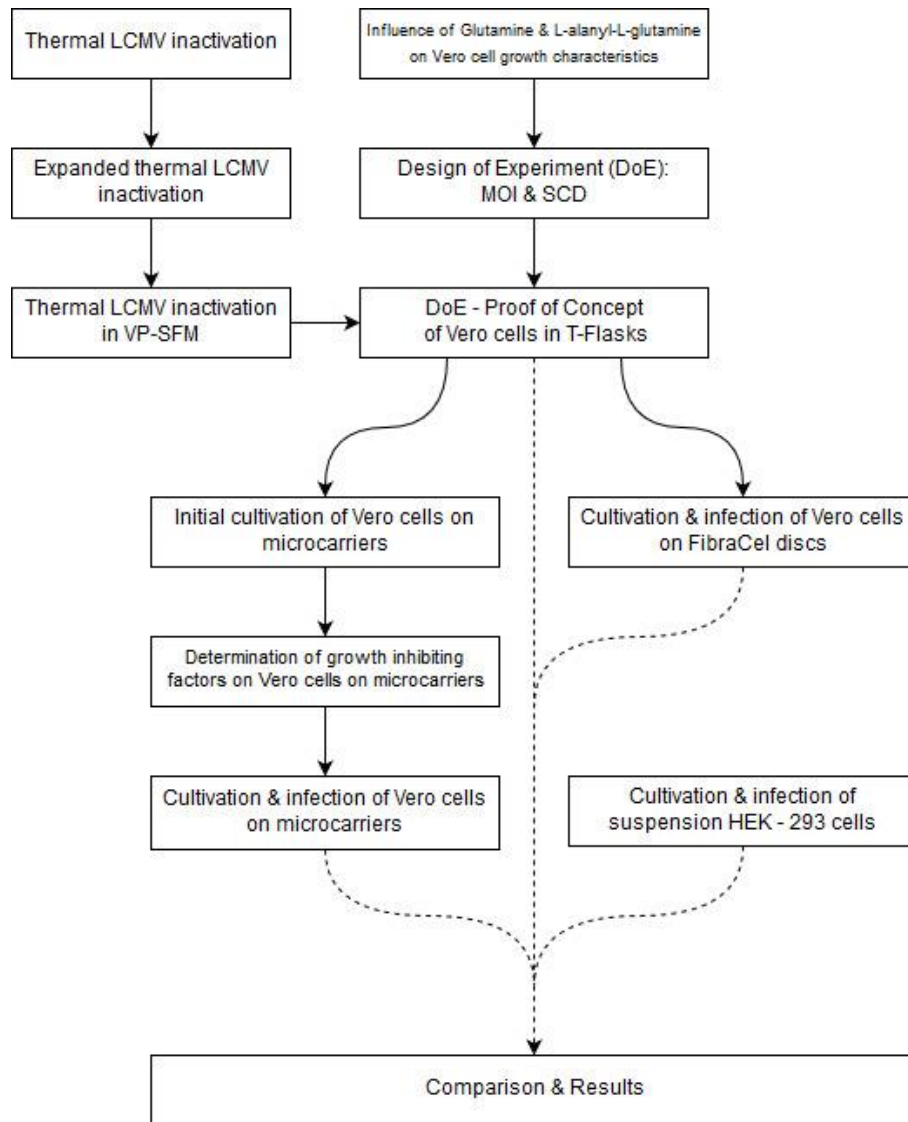 Thermal LCMV inactivation
Influence of Glutamine & L-alanyl-L-glutamine
on Vero cell growth characteristics
Expanded thermal LCMV
inactivation
Design of Experiment (DoE):
MOI & SCD
Thermal LCMV inactivation
in VP-SFM
DoE - Proof of Concept
of Vero cells in T-Flasks
Initial cultivation of Vero cells on
microcarriers
Cultivation & infection of Vero cells
on FibraCel discs
Determination of growth inhibiting
factors on Vero cells on microcarriers
Cultivation & infection of Vero cells
on microcarriers
Cultivation & infection of
suspension HEK - 293 cells
Comparison & Results